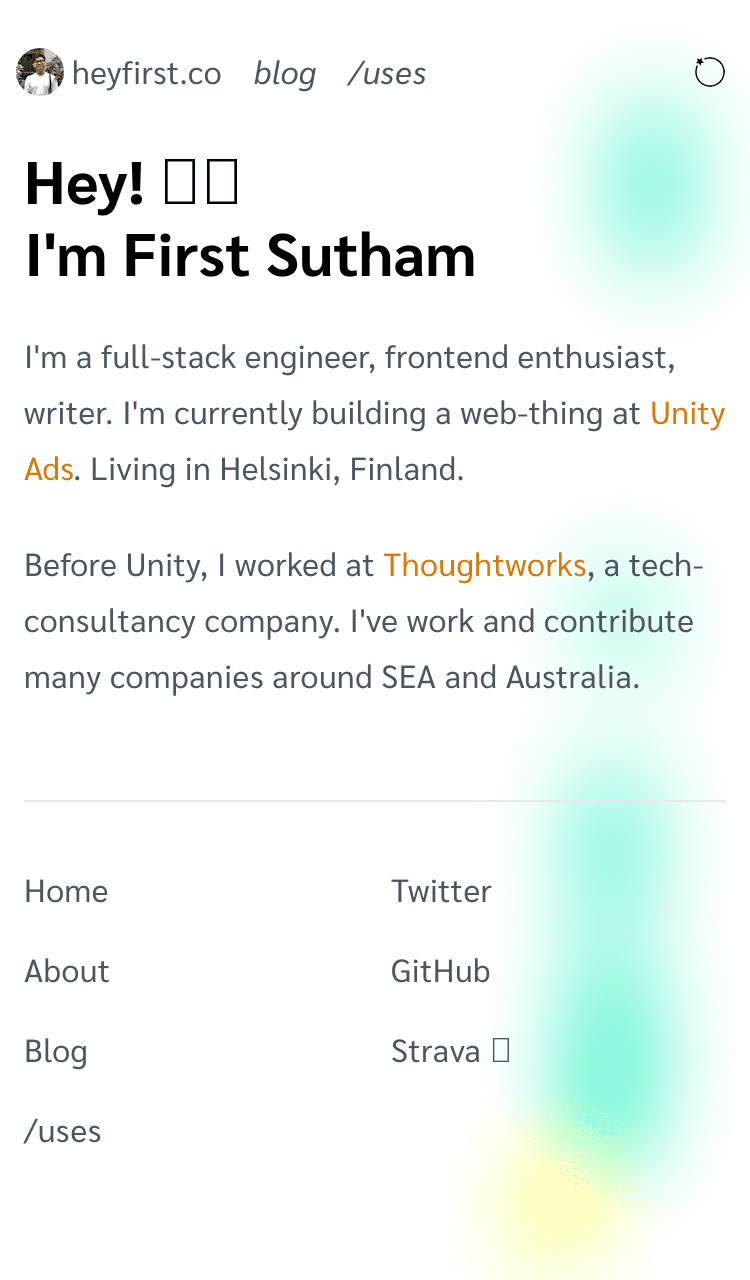 heyfirst.co blog /uses
Hey!
I'm First Sutham
I'm a full-stack engineer, frontend enthusiast,
writer. I'm currently building a web-thing at Unity
Ads. Living in Helsinki, Finland.
Before Unity, I worked at Thoughtworks, a tech-
consultancy company. I've work and contribute
many companies around SEA and Australia.
Home
About
Blog
/uses
Twitter
GitHub
Strava